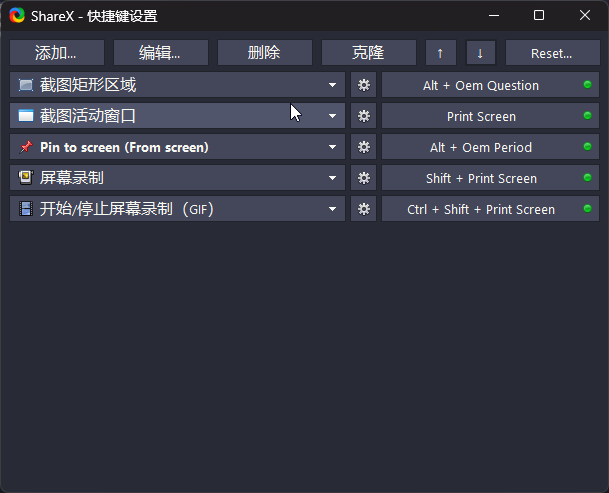 ShareX - 快捷键设置
添加... 编辑... 删除 克隆 ↑ ↓ Reset...
截图矩形区域 Alt + Oem Question
截图活动窗口 Print Screen
Pin to screen (From screen) Alt + Oem Period
屏幕录制 Shift + Print Screen
开始/停止屏幕录制（GIF） Ctrl + Shift + Print Screen